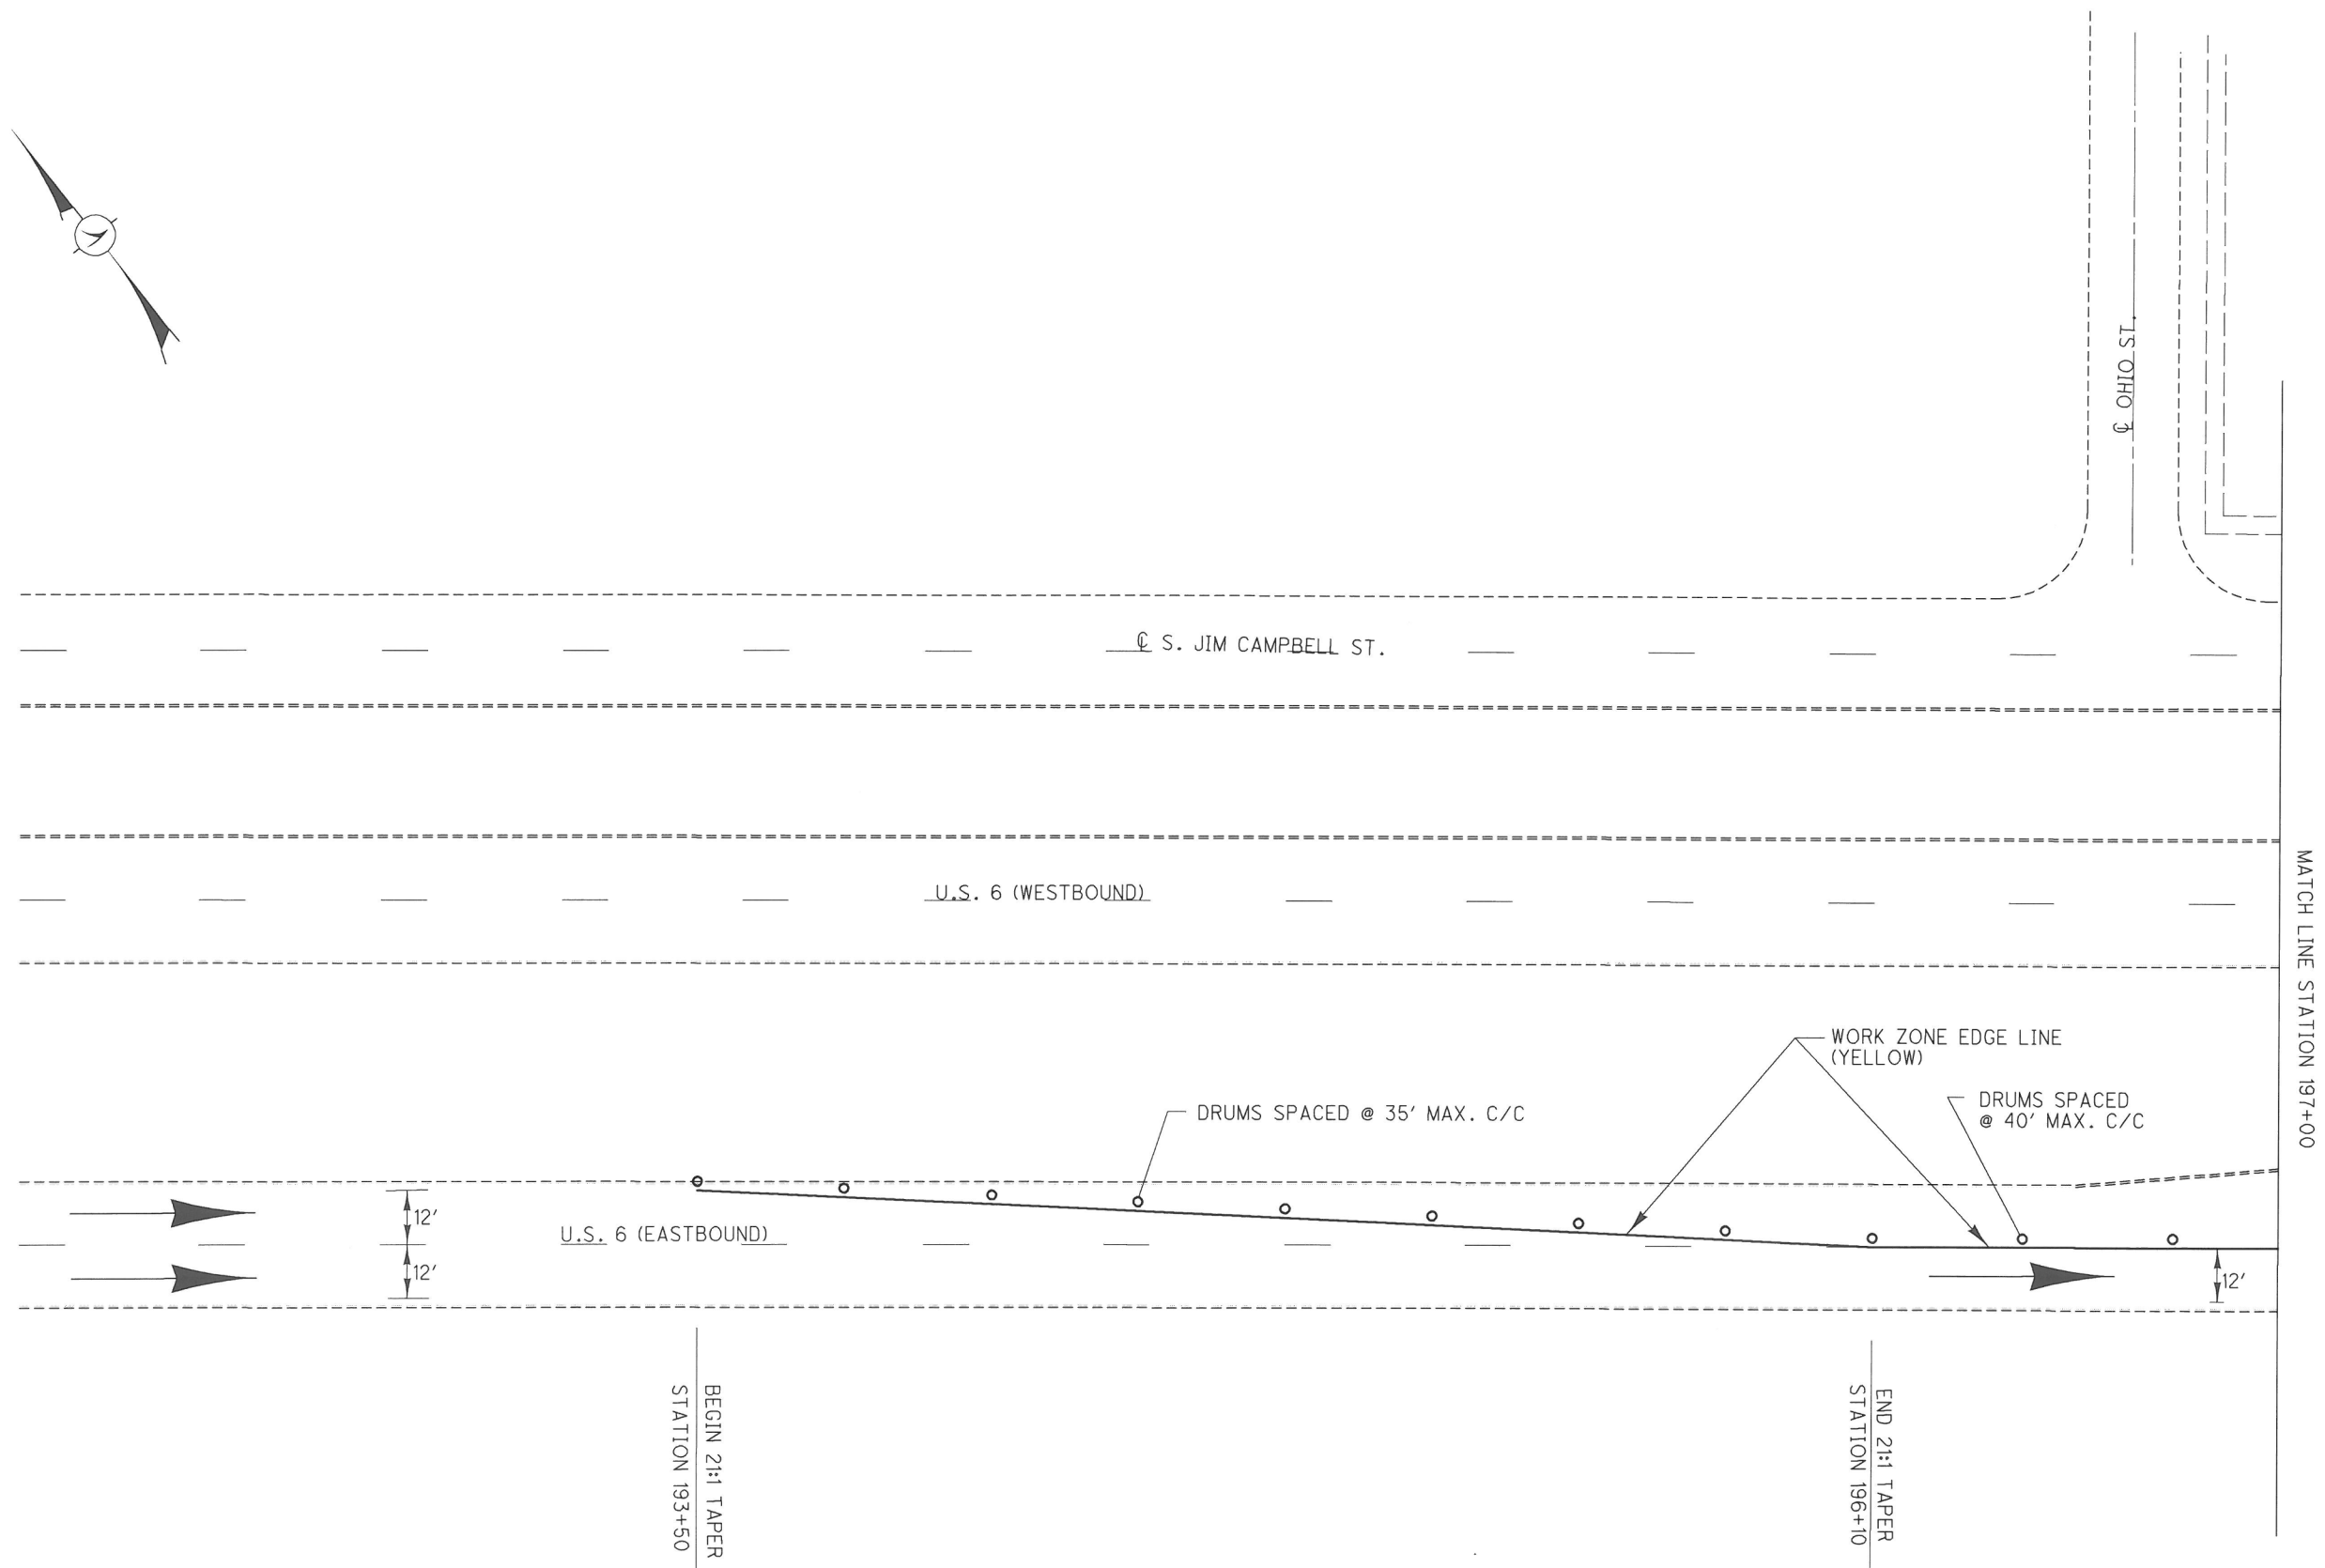 ℄ OHIO ST.
℄ S. JIM CAMPBELL ST.
U.S. 6 (WESTBOUND)
MATCH LINE STATION 197+00
WORK ZONE EDGE LINE
(YELLOW)
DRUMS SPACED @ 35' MAX. C/C
DRUMS SPACED
@ 40' MAX. C/C
12'
U.S. 6 (EASTBOUND)
12'
12'
BEGIN 21:1 TAPER
STATION 193+50
END 21:1 TAPER
STATION 196+10